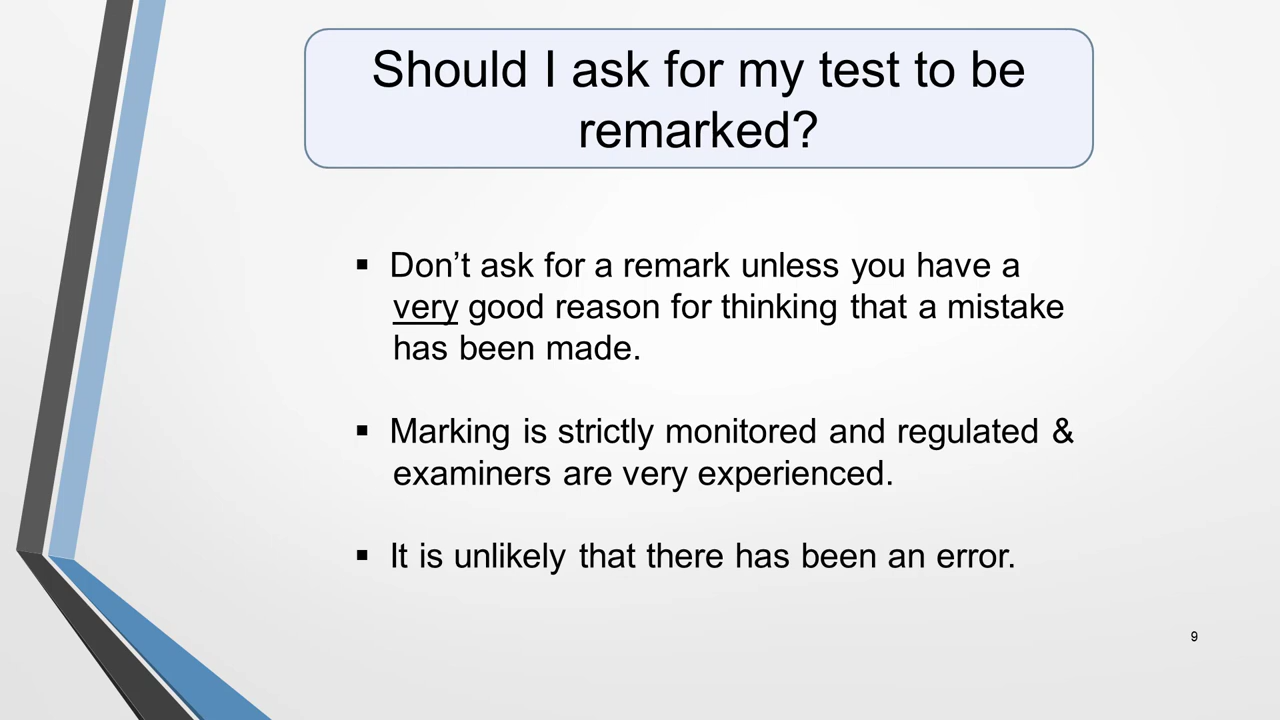 Should I ask for my test to be
remarked?
▪ Don’t ask for a remark unless you have a
very good reason for thinking that a mistake
has been made.
▪ Marking is strictly monitored and regulated &
examiners are very experienced.
▪ It is unlikely that there has been an error.
9